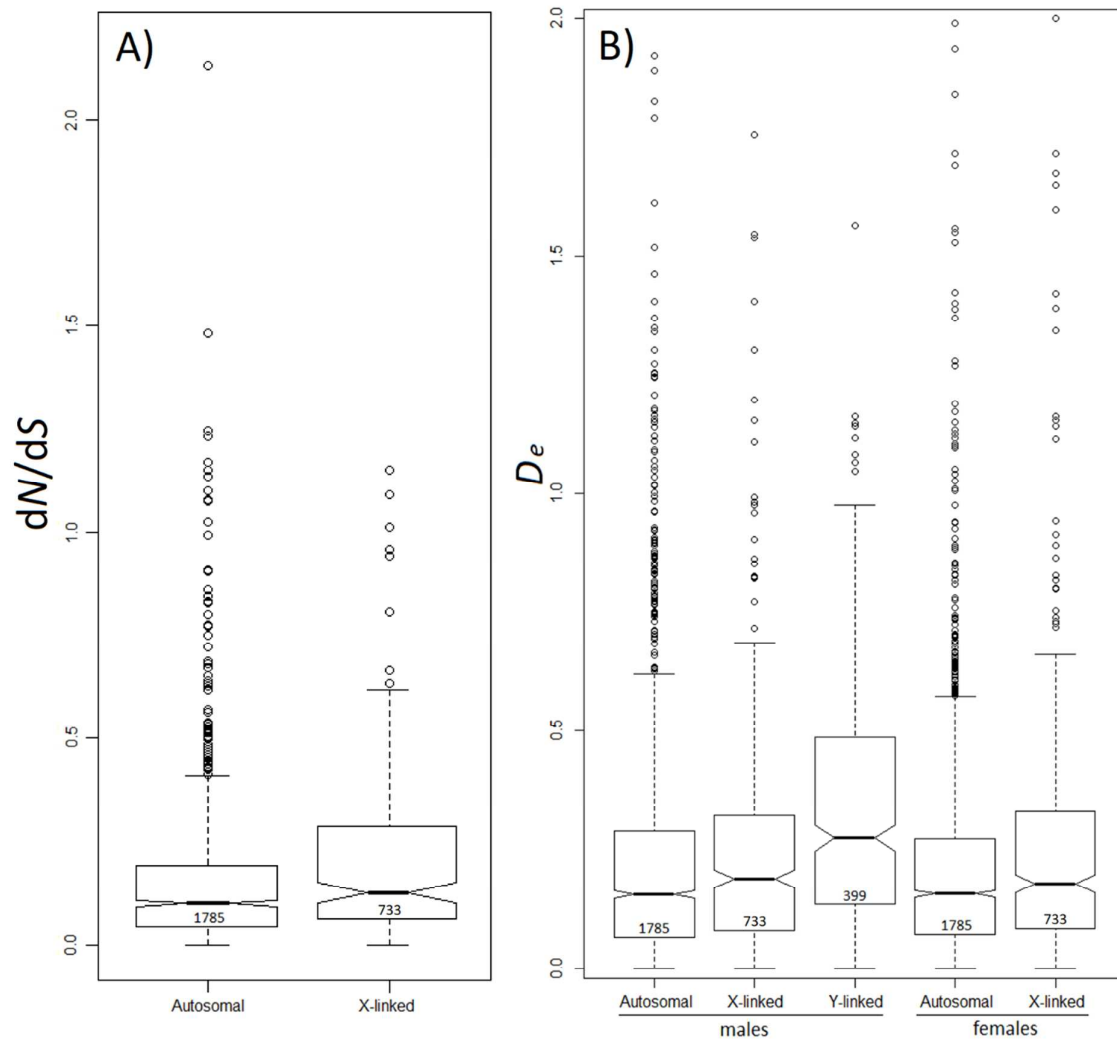 A)
dN/dS
2.0
1.5
1.0
0.5
0.0
1785
733
Autosomal X-linked
B)
De
2.0
1.5
1.0
0.5
0.0
1785
733
399
1785
733
Autosomal X-linked Y-linked Autosomal X-linked
males females